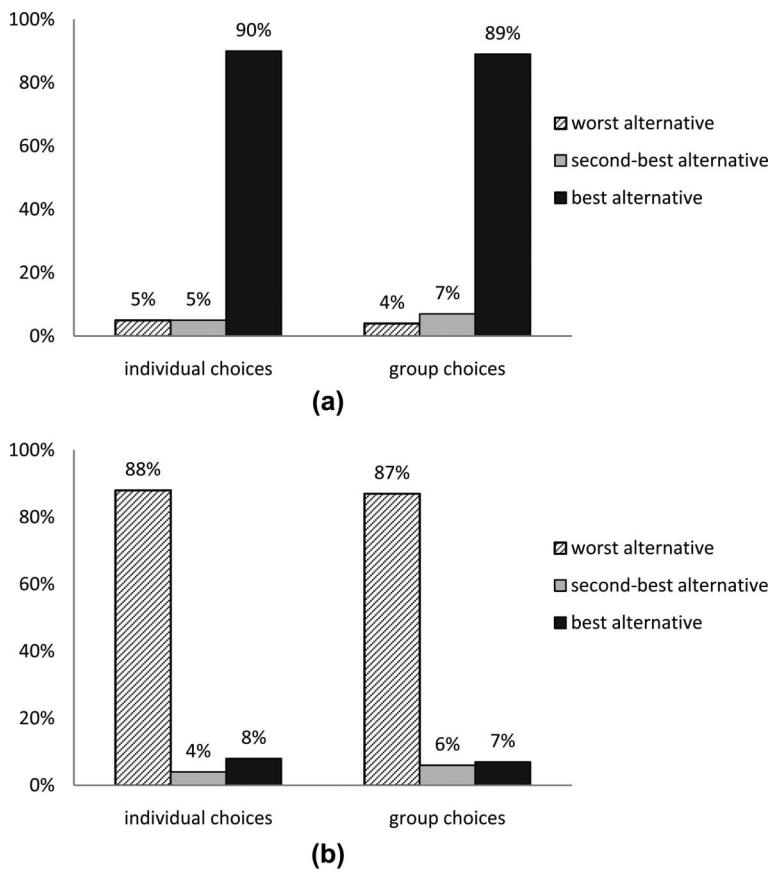 100%
90%
89%
80%
60%
40%
20%
0%
5%
5%
4%
7%
individual choices
group choices
worst alternative
second-best alternative
best alternative
(a)
100%
88%
87%
80%
60%
40%
20%
0%
4%
8%
6%
7%
individual choices
group choices
worst alternative
second-best alternative
best alternative
(b)